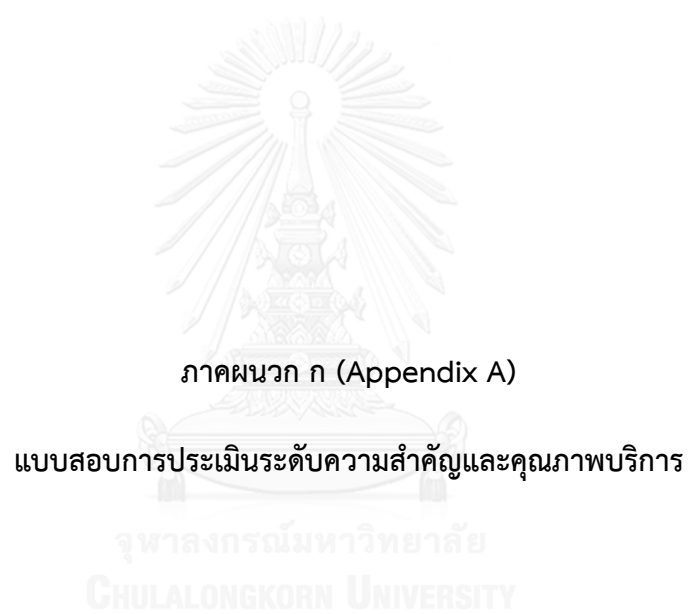 ภาคผนวก ก (Appendix A)
แบบสอบการประเมินระดับความสำคัญและคุณภาพบริการ
จุฬาลงกรณ์มหาวิทยาลัย
CHULALONGKORN UNIVERSITY